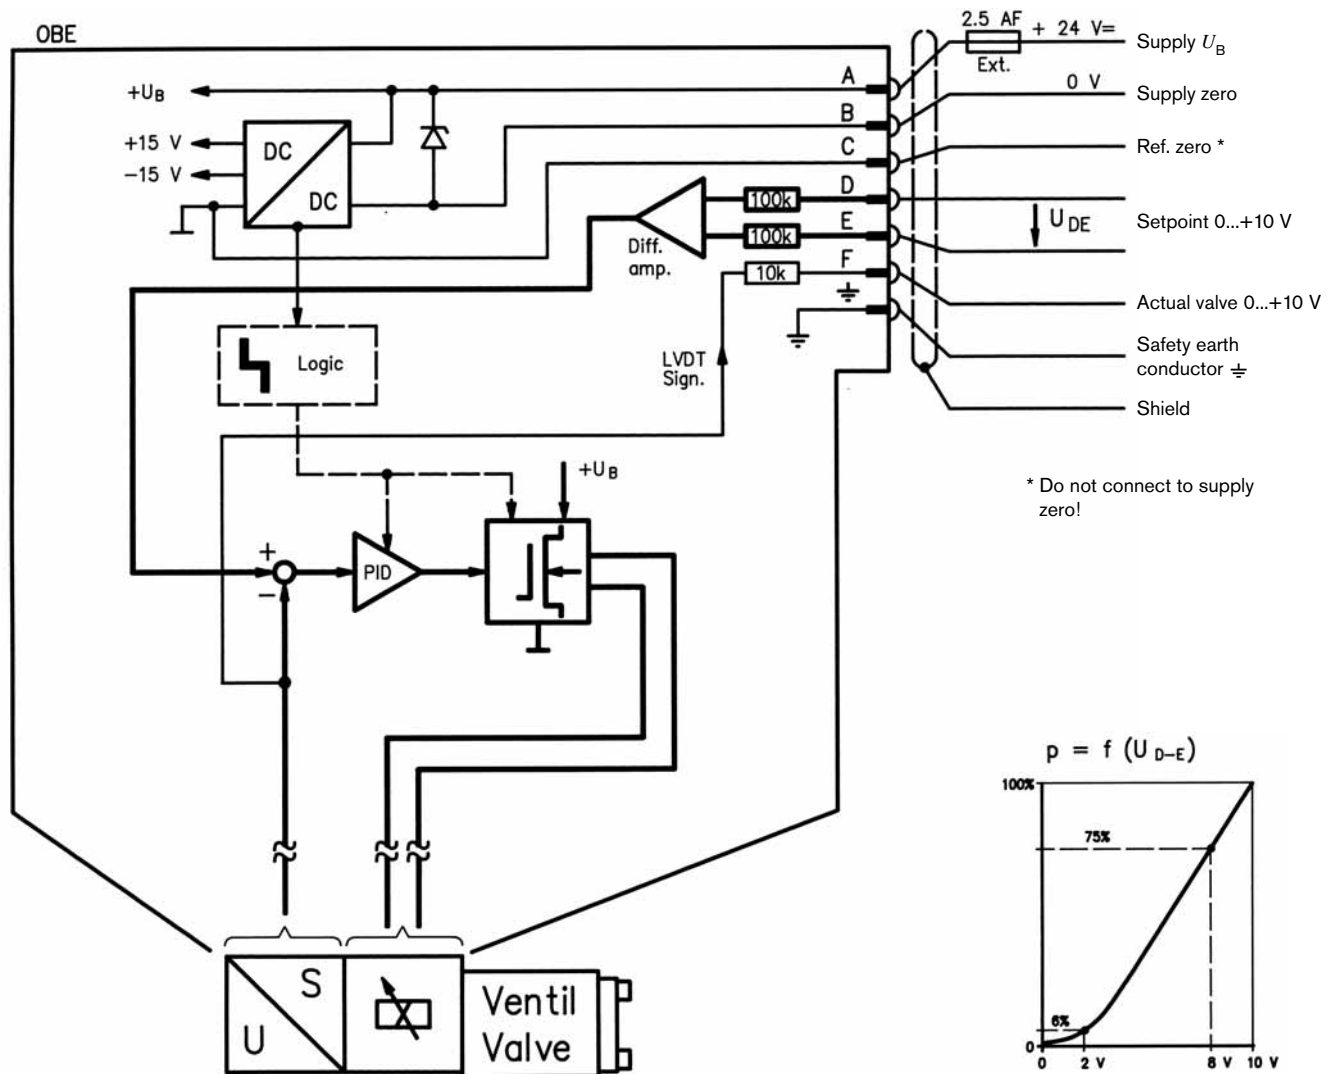 OBE
2.5 AF
+ 24 V=
Ext.
Supply U_B
A
+U_B
0 V
Supply zero
B
+15 V
DC
C
Ref. zero *
-15 V
DC
D
100k
U_DE
Setpoint 0...+10 V
E
100k
Diff.
amp.
F
10k
Actual valve 0...+10 V
Logic
LVDT
Sign.
Safety earth
conductor ⏚
Shield
+U_B
* Do not connect to supply
zero!
+
PID
−
p = f (U_D-E)
100%
75%
6%
0
0
2 V
8 V
10 V
S
U
Ventil
Valve